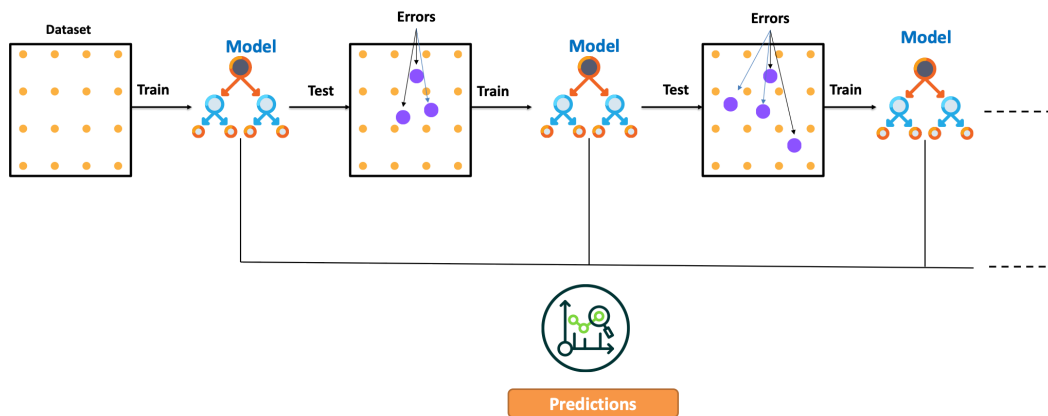 Dataset
Train
Model
Test
Errors
Train
Model
Test
Errors
Train
Model
Predictions